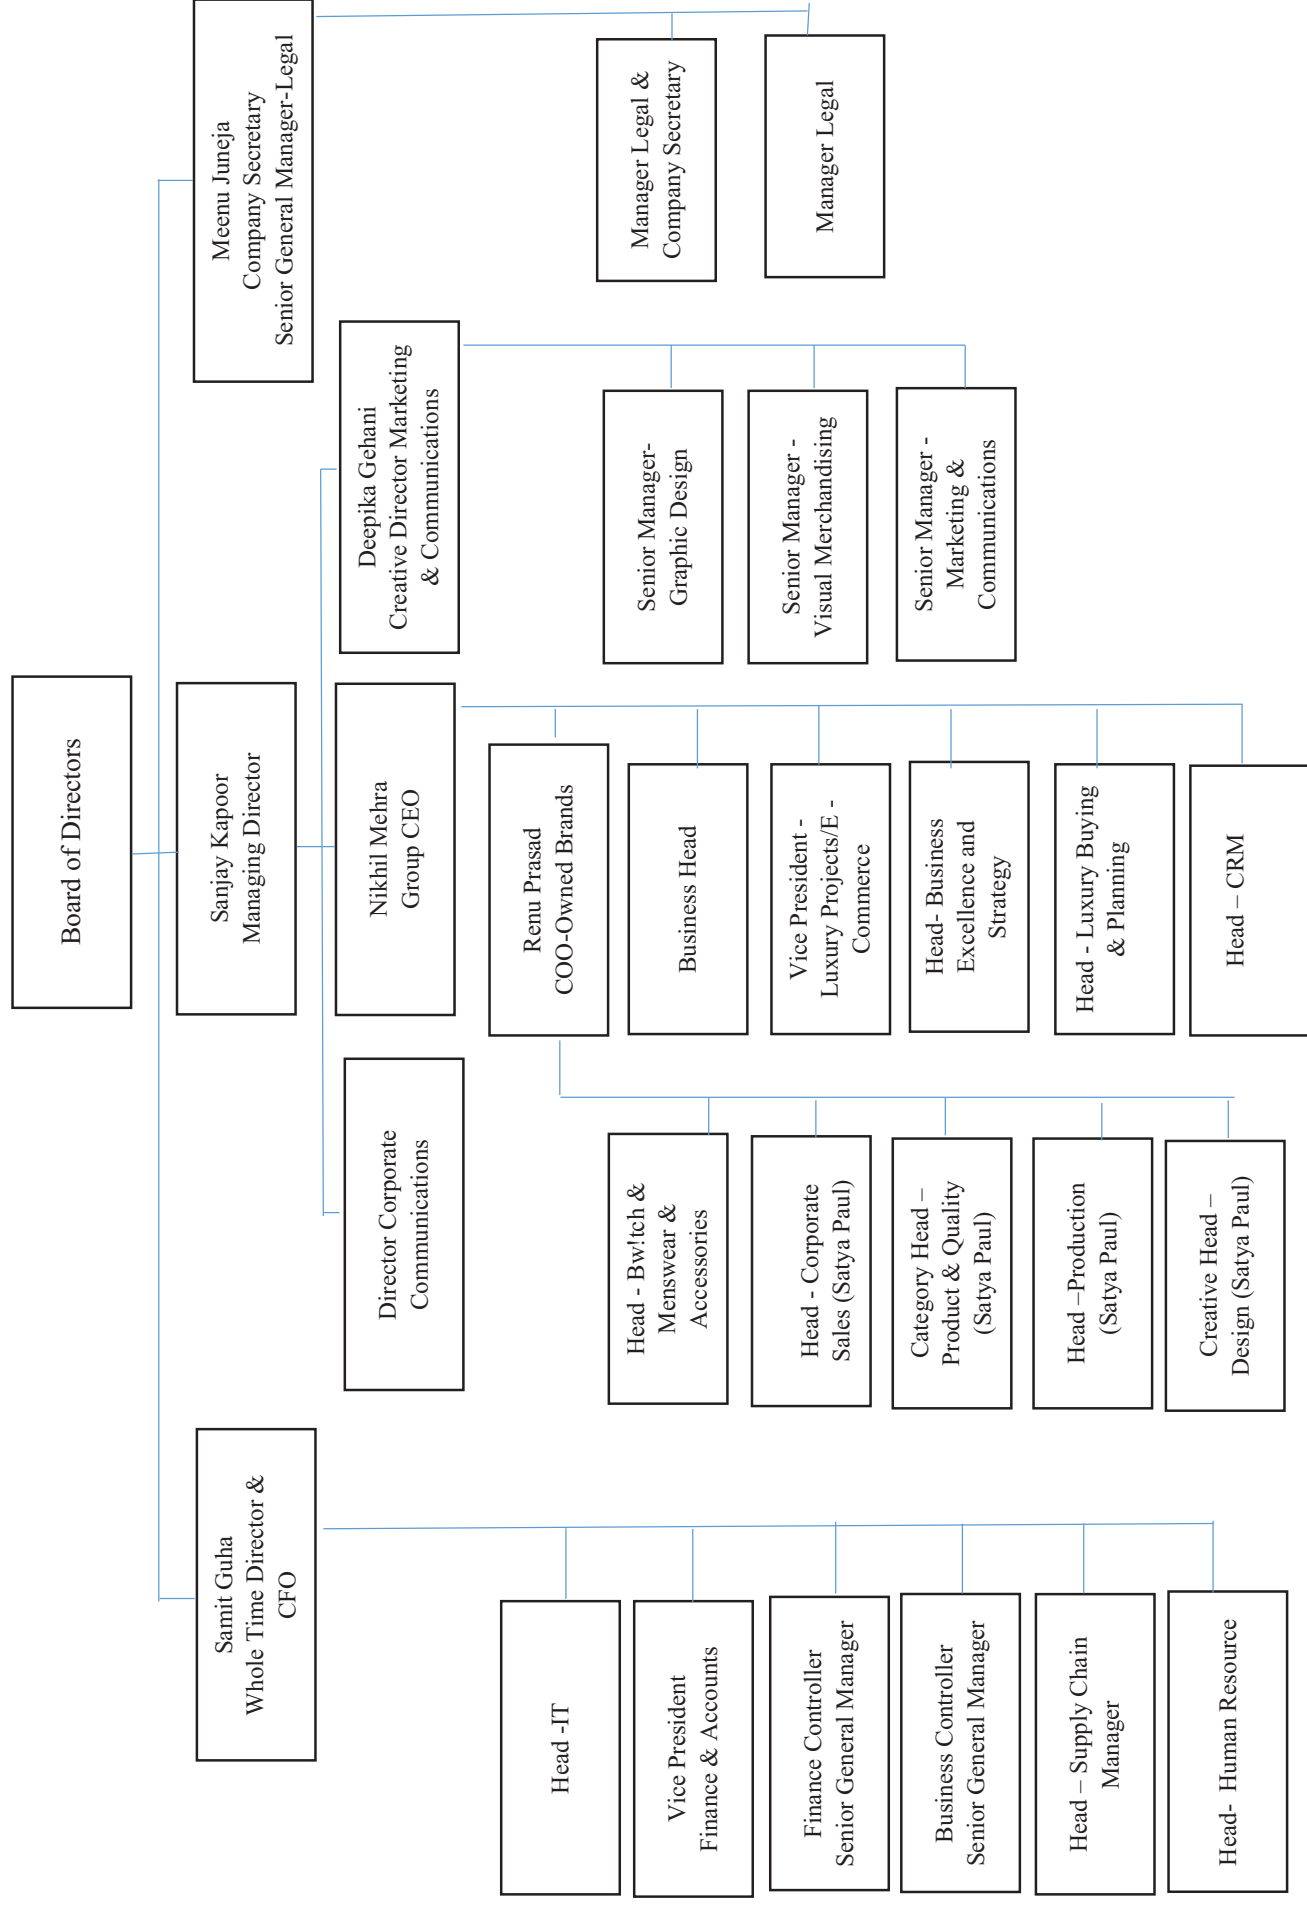 Board of Directors
Samit Guha
Whole Time Director &
CFO
Sanjay Kapoor
Managing Director
Meenu Juneja
Company Secretary
Senior General Manager-Legal
Director Corporate
Communications
Nikhil Mehra
Group CEO
Deepika Gehani
Creative Director Marketing
& Communications
Head -IT
Vice President
Finance & Accounts
Finance Controller
Senior General Manager
Business Controller
Senior General Manager
Head – Supply Chain
Manager
Head- Human Resource
Head - Bw!tch &
Menswear &
Accessories
Head - Corporate
Sales (Satya Paul)
Category Head –
Product & Quality
(Satya Paul)
Head –Production
(Satya Paul)
Creative Head –
Design (Satya Paul)
Renu Prasad
COO-Owned Brands
Business Head
Vice President -
Luxury Projects/E -
Commerce
Head- Business
Excellence and
Strategy
Head - Luxury Buying
& Planning
Head – CRM
Senior Manager-
Graphic Design
Senior Manager -
Visual Merchandising
Senior Manager -
Marketing &
Communications
Manager Legal &
Company Secretary
Manager Legal